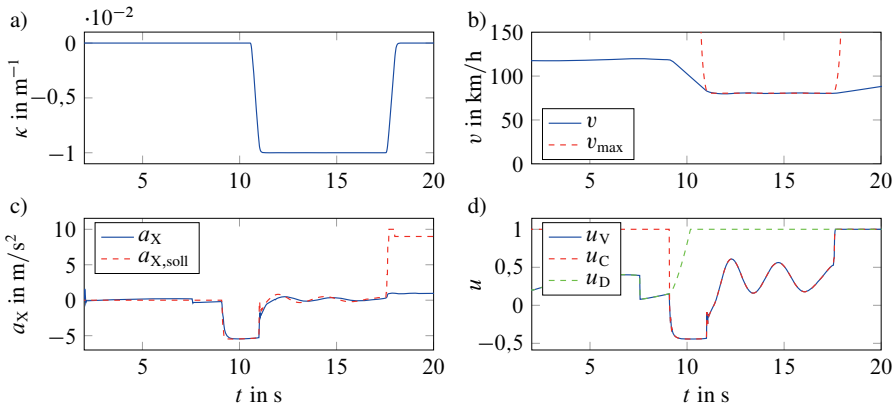 a)
·10⁻²
κ in m⁻¹
0
−0.5
−1
5
10
15
20
b)
v in km/h
150
100
50
0
v
v_max
5
10
15
20
c)
a_X in m/s²
10
5
0
−5
a_X
a_X,soll
5
10
15
20
t in s
d)
u
1
0,5
0
−0,5
u_V
u_C
u_D
5
10
15
20
t in s